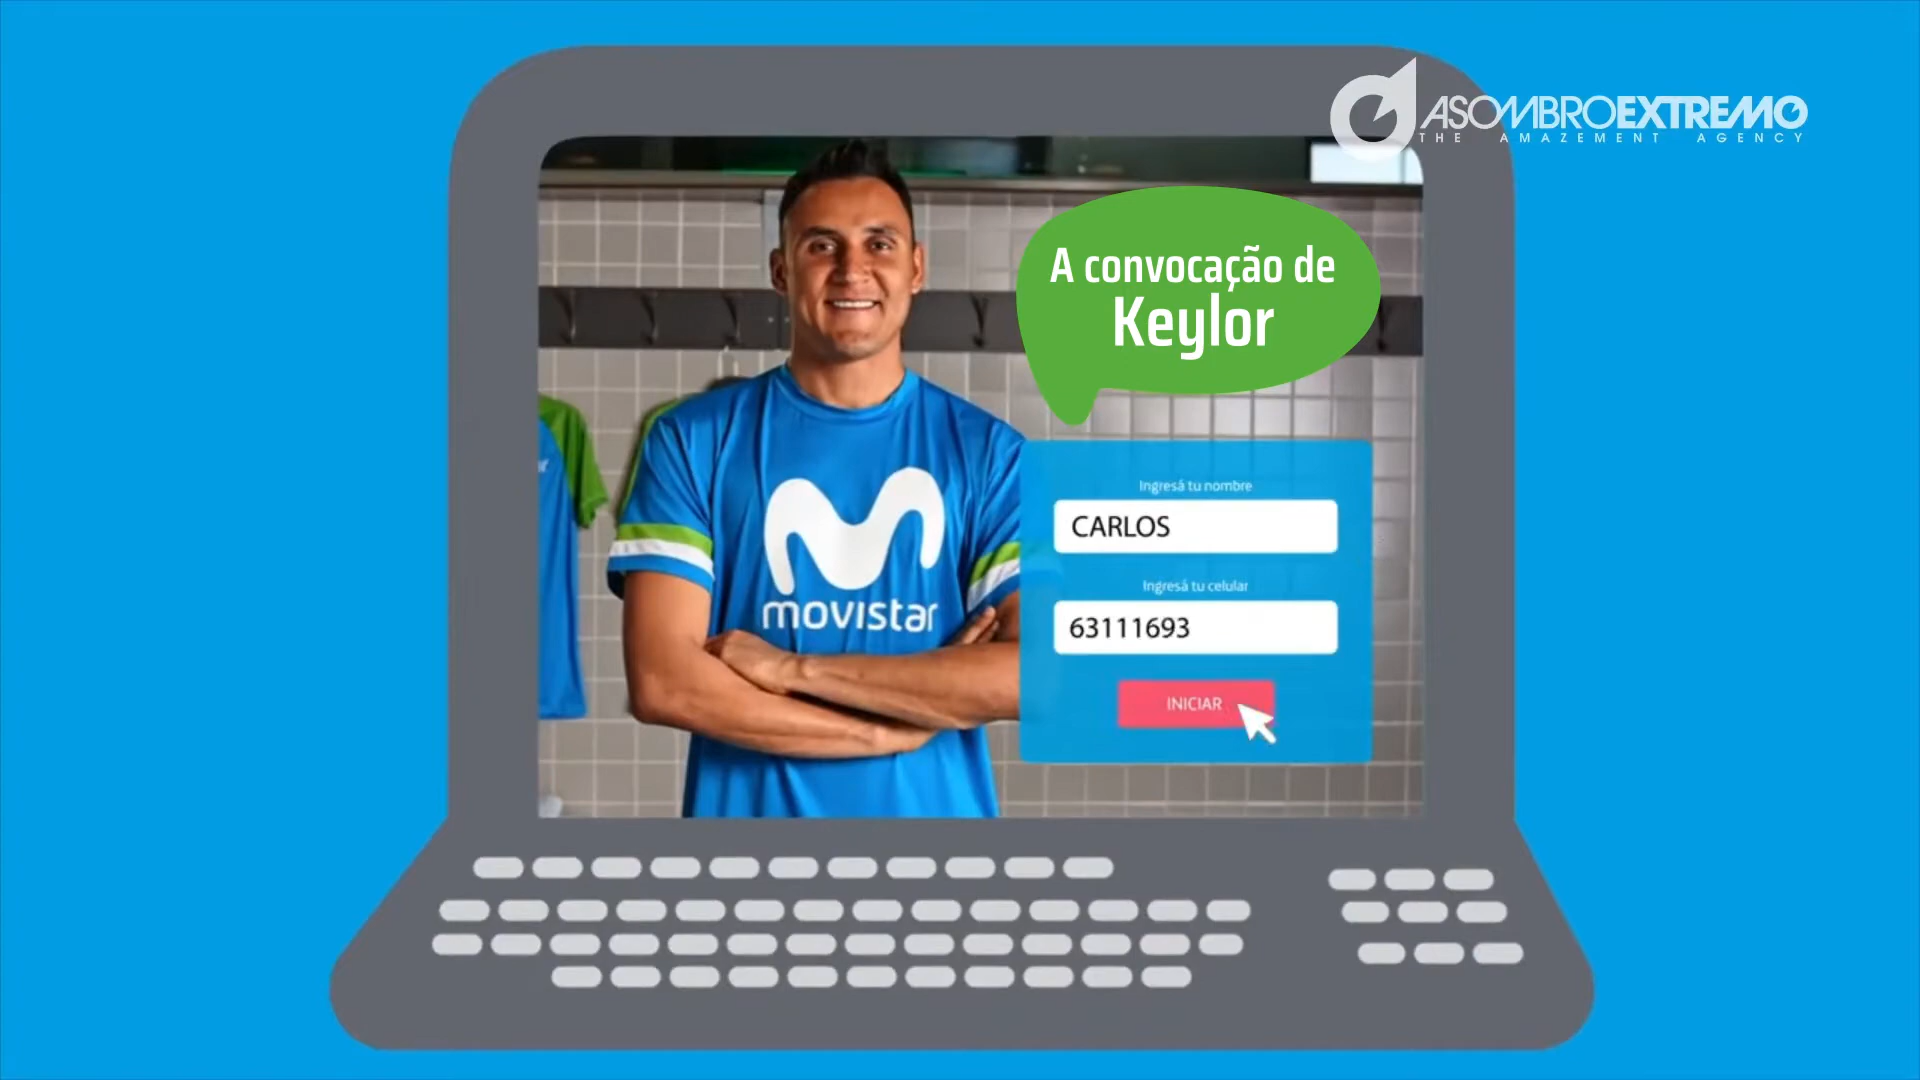 ASOMBROEXTREMO
THE AMAZEMENT AGENCY
A convocação de
Keylor
movistar
Ingresá tu nombre
CARLOS
Ingresá tu celular
63111693
INICIAR